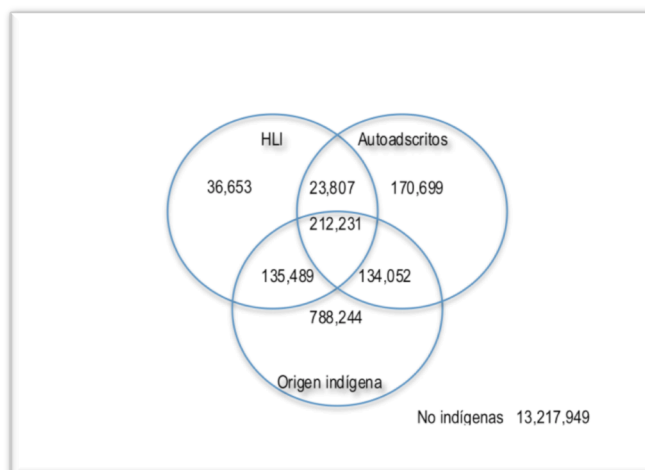 HLI Autoadscritos
36,653 23,807 170,699
212,231
135,489 134,052
788,244
Origen indígena
No indígenas 13,217,949